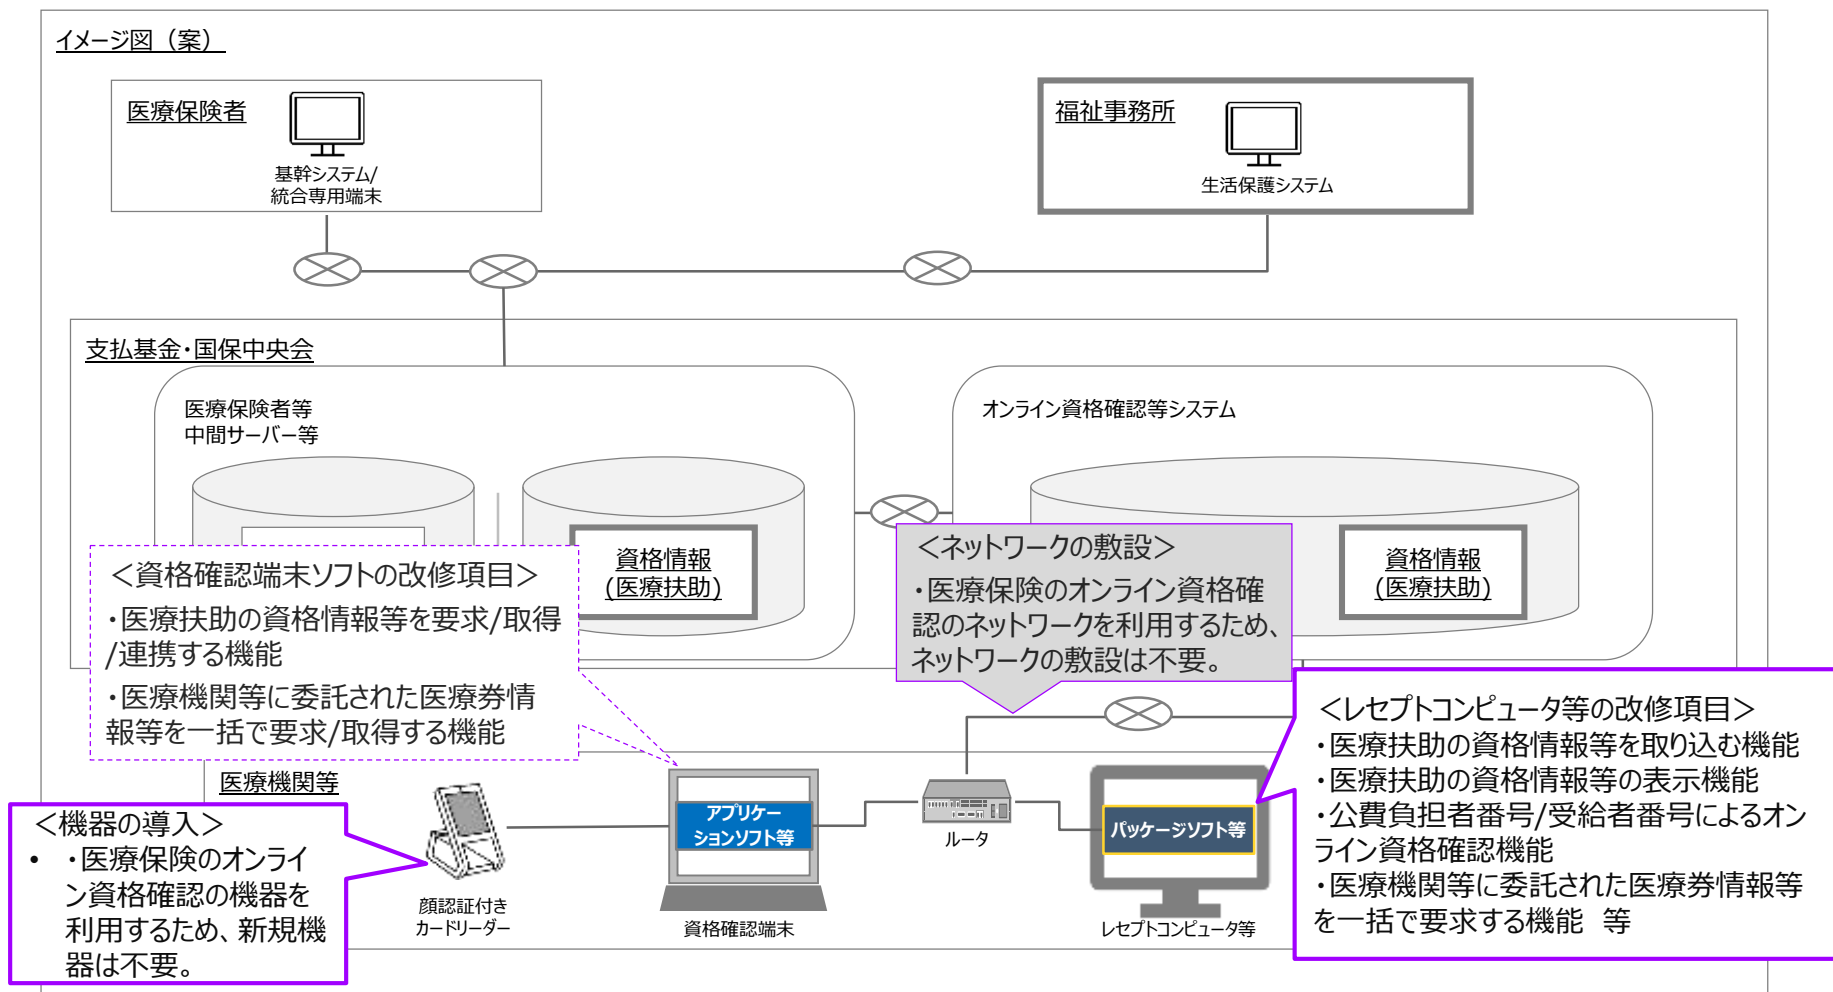 イメージ図（案）
医療保険者
基幹システム/
統合専用端末
福祉事務所
生活保護システム
支払基金・国保中央会
医療保険者等
中間サーバー等
オンライン資格確認等システム
資格情報
(医療扶助)
資格情報
(医療扶助)
＜資格確認端末ソフトの改修項目＞
・医療扶助の資格情報等を要求/取得
/連携する機能
・医療機関等に委託された医療券情
報等を一括で要求/取得する機能
＜ネットワークの敷設＞
・医療保険のオンライン資格確
認のネットワークを利用するため、
ネットワークの敷設は不要。
＜レセプトコンピュータ等の改修項目＞
・医療扶助の資格情報等を取り込む機能
・医療扶助の資格情報等の表示機能
・公費負担者番号/受給者番号によるオン
ライン資格確認機能
・医療機関等に委託された医療券情報等
を一括で要求する機能　等
医療機関等
＜機器の導入＞
• ・医療保険のオンライ
ン資格確認の機器を
利用するため、新規機
器は不要。
顔認証付き
カードリーダー
アプリケー
ションソフト等
資格確認端末
ルータ
パッケージソフト等
レセプトコンピュータ等